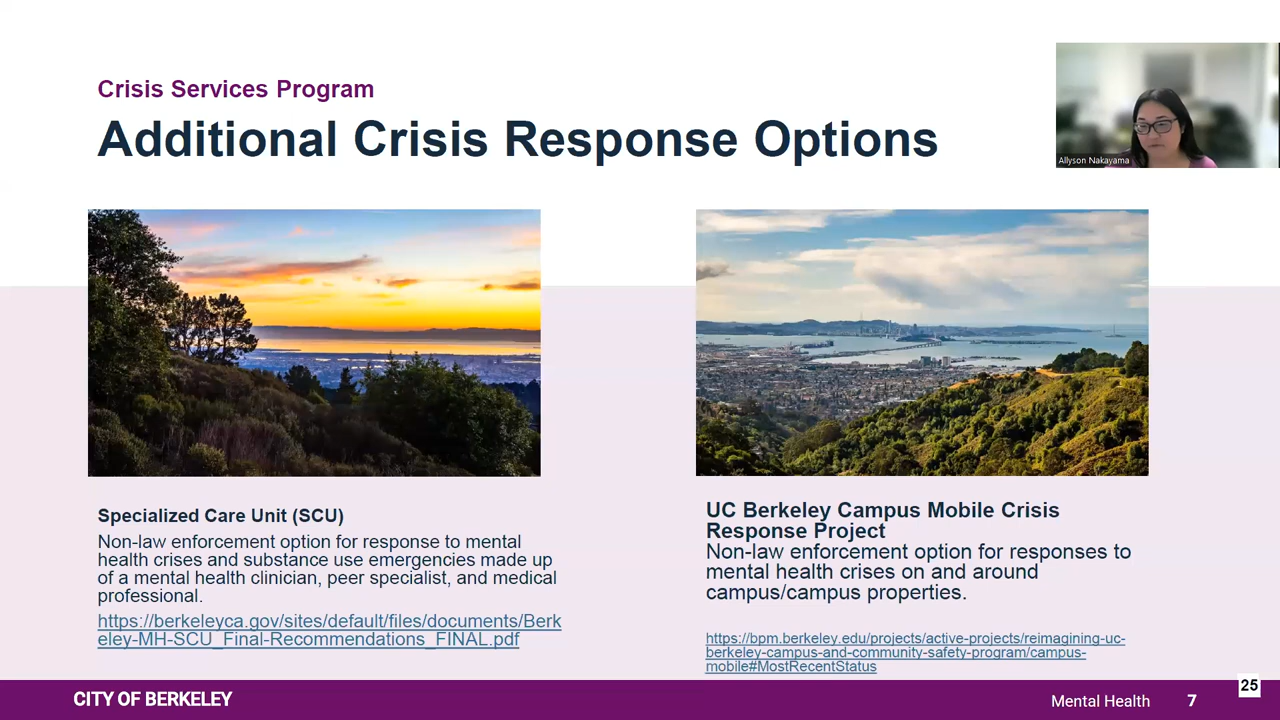 Crisis Services Program
Additional Crisis Response Options
Allyson Nakayama
Specialized Care Unit (SCU)
Non-law enforcement option for response to mental
health crises and substance use emergencies made up
of a mental health clinician, peer specialist, and medical
professional.
https://berkeleyca.gov/sites/default/files/documents/Berk
eley-MH-SCU_Final-Recommendations_FINAL.pdf
UC Berkeley Campus Mobile Crisis
Response Project
Non-law enforcement option for responses to
mental health crises on and around
campus/campus properties.
https://bpm.berkeley.edu/projects/active-projects/reimagining-uc-
berkeley-campus-and-community-safety-program/campus-
mobile#MostRecentStatus
CITY OF BERKELEY
Mental Health 7
25